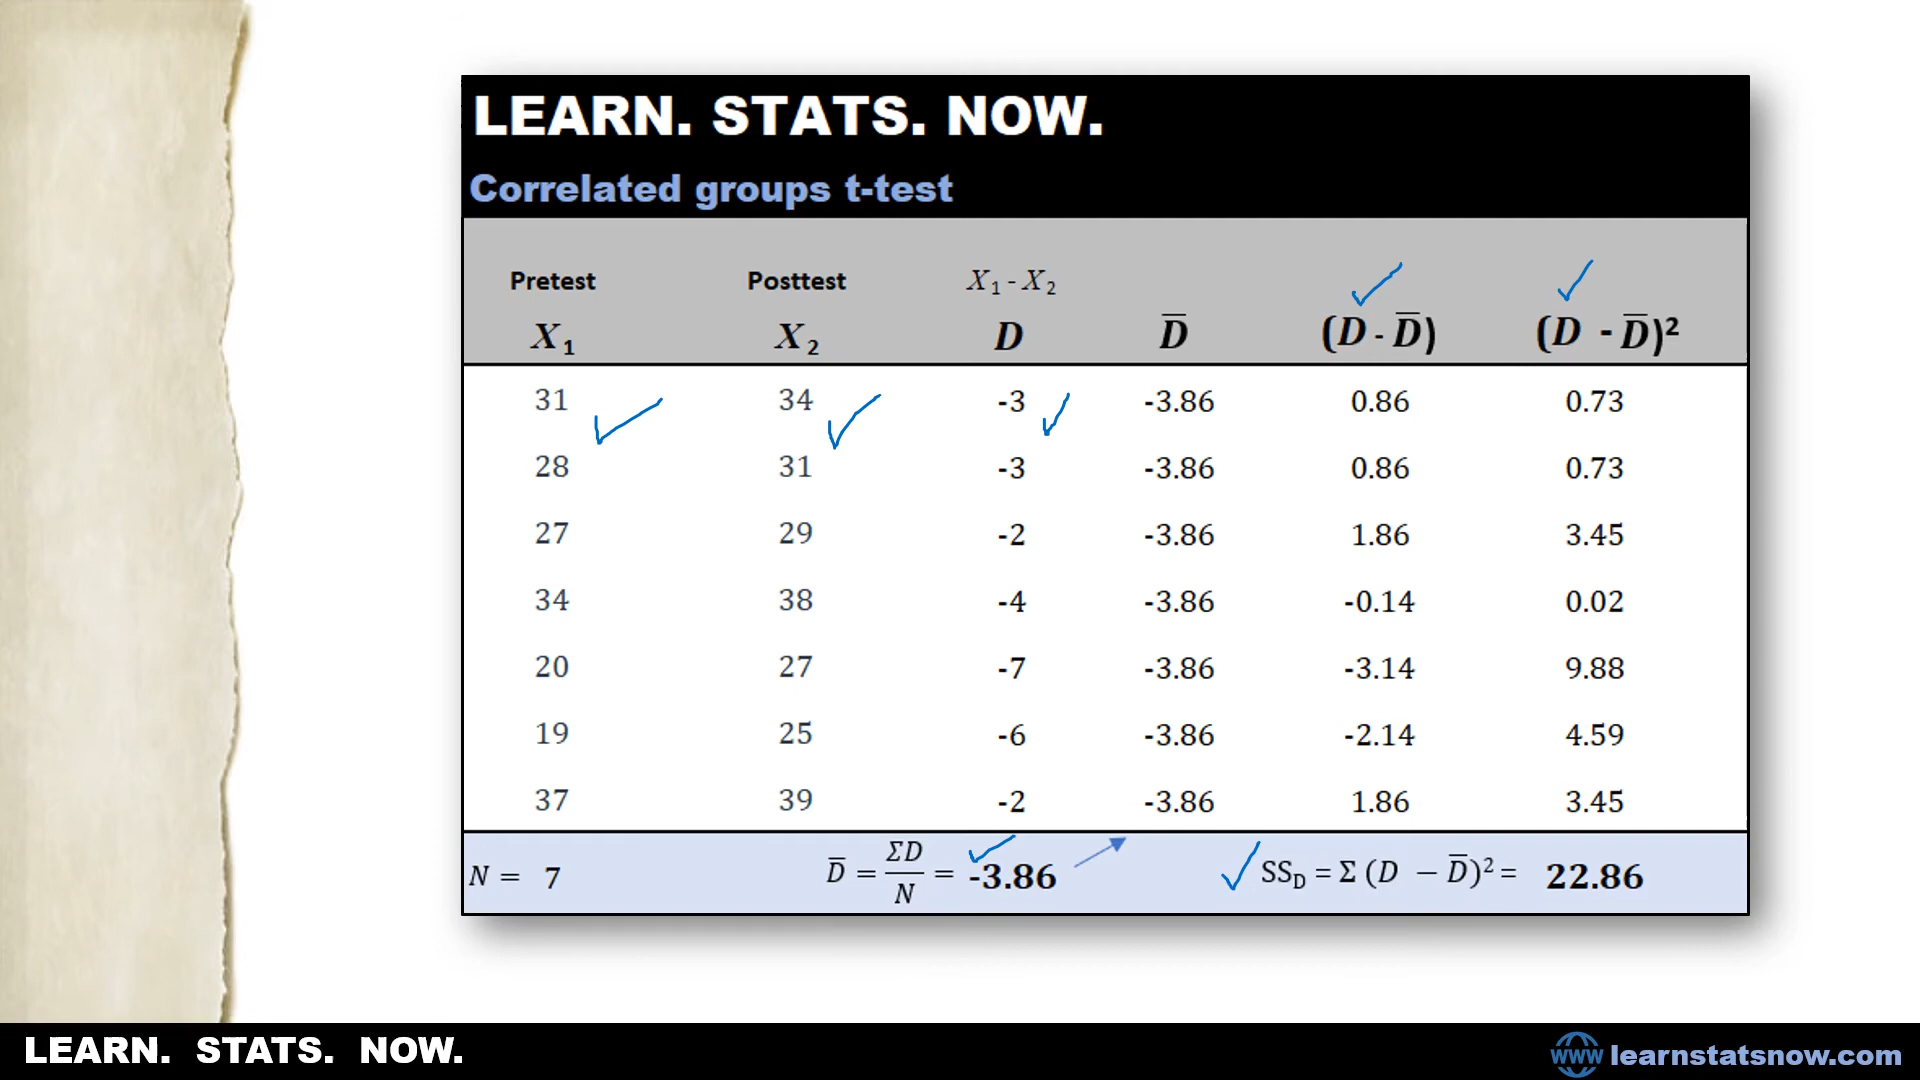 LEARN. STATS. NOW.
Correlated groups t-test
Pretest Posttest X₁ - X₂
X₁ X₂ D D̅ (D - D̅) (D - D̅)²
31 34 -3 -3.86 0.86 0.73
28 31 -3 -3.86 0.86 0.73
27 29 -2 -3.86 1.86 3.45
34 38 -4 -3.86 -0.14 0.02
20 27 -7 -3.86 -3.14 9.88
19 25 -6 -3.86 -2.14 4.59
37 39 -2 -3.86 1.86 3.45
N = 7 D̅ = ΣD/N = -3.86 SS_D = Σ (D − D̅)² = 22.86
LEARN. STATS. NOW. www learnstatsnow.com